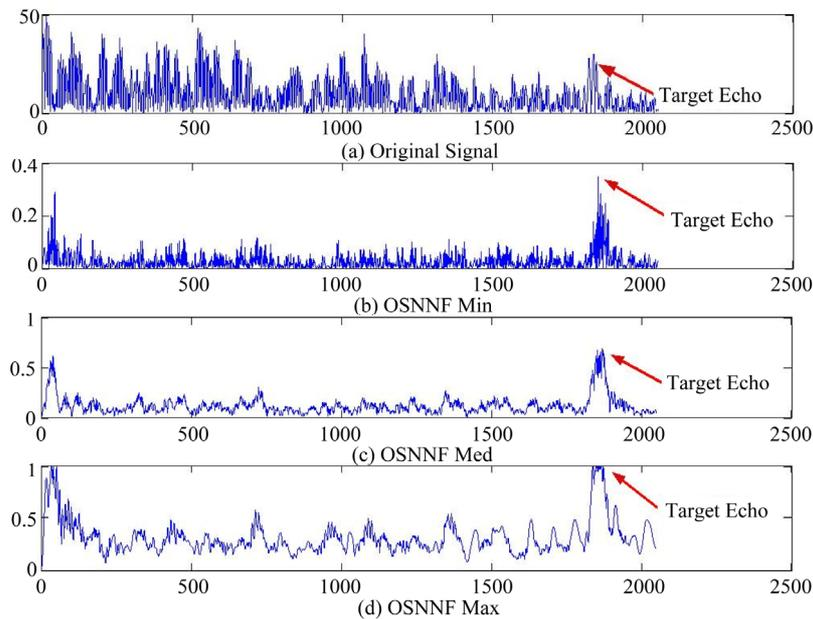 50
0
Target Echo
0 500 1000 1500 2000 2500
(a) Original Signal
0.4
0.2
0
Target Echo
0 500 1000 1500 2000 2500
(b) OSNNF Min
1
0.5
0
Target Echo
0 500 1000 1500 2000 2500
(c) OSNNF Med
1
0.5
0
Target Echo
0 500 1000 1500 2000 2500
(d) OSNNF Max